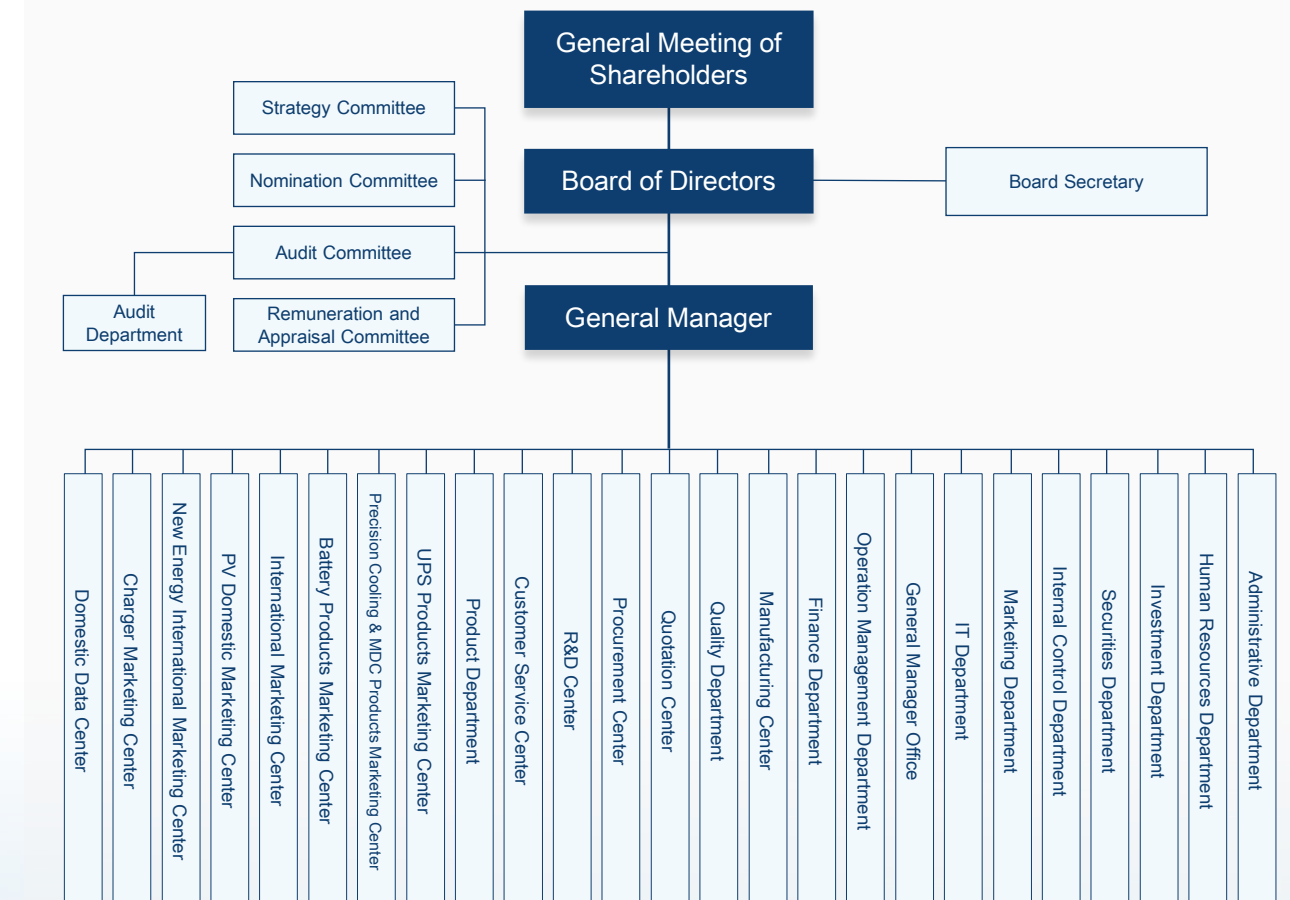 General Meeting of
Shareholders
Strategy Committee
Nomination Committee
Board of Directors
Board Secretary
Audit Committee
Audit
Department
Remuneration and
Appraisal Committee
General Manager
Domestic Data Center
Charger Marketing Center
New Energy International Marketing Center
PV Domestic Marketing Center
International Marketing Center
Battery Products Marketing Center
Precision Cooling & MDC Products Marketing Center
UPS Products Marketing Center
Product Department
Customer Service Center
R&D Center
Procurement Center
Quotation Center
Quality Department
Manufacturing Center
Finance Department
Operation Management Department
General Manager Office
IT Department
Marketing Department
Internal Control Department
Securities Department
Investment Department
Human Resources Department
Administrative Department